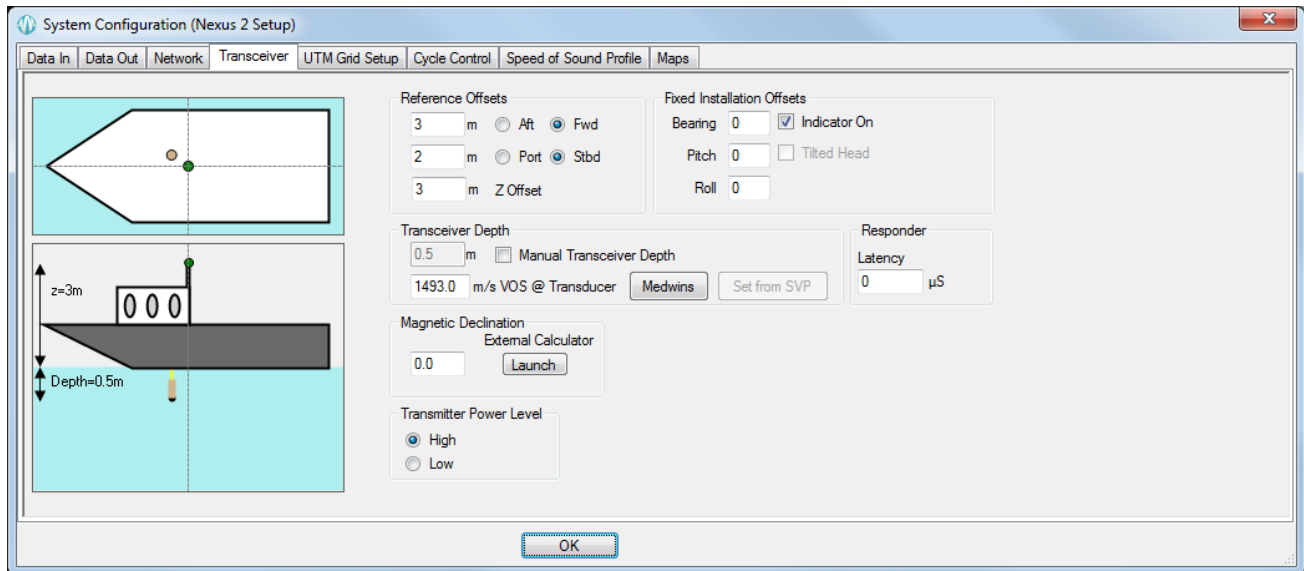 System Configuration (Nexus 2 Setup)
Data In Data Out Network Transceiver UTM Grid Setup Cycle Control Speed of Sound Profile Maps
z=3m
Depth=0.5m
Reference Offsets
3 m Aft Fwd
2 m Port Stbd
3 m Z Offset
Fixed Installation Offsets
Bearing 0 Indicator On
Pitch 0 Tilted Head
Roll 0
Transceiver Depth
0.5 m Manual Transceiver Depth
1493.0 m/s VOS @ Transducer Medwins Set from SVP
Responder
Latency
0 µS
Magnetic Declination
External Calculator
0.0 Launch
Transmitter Power Level
High
Low
OK